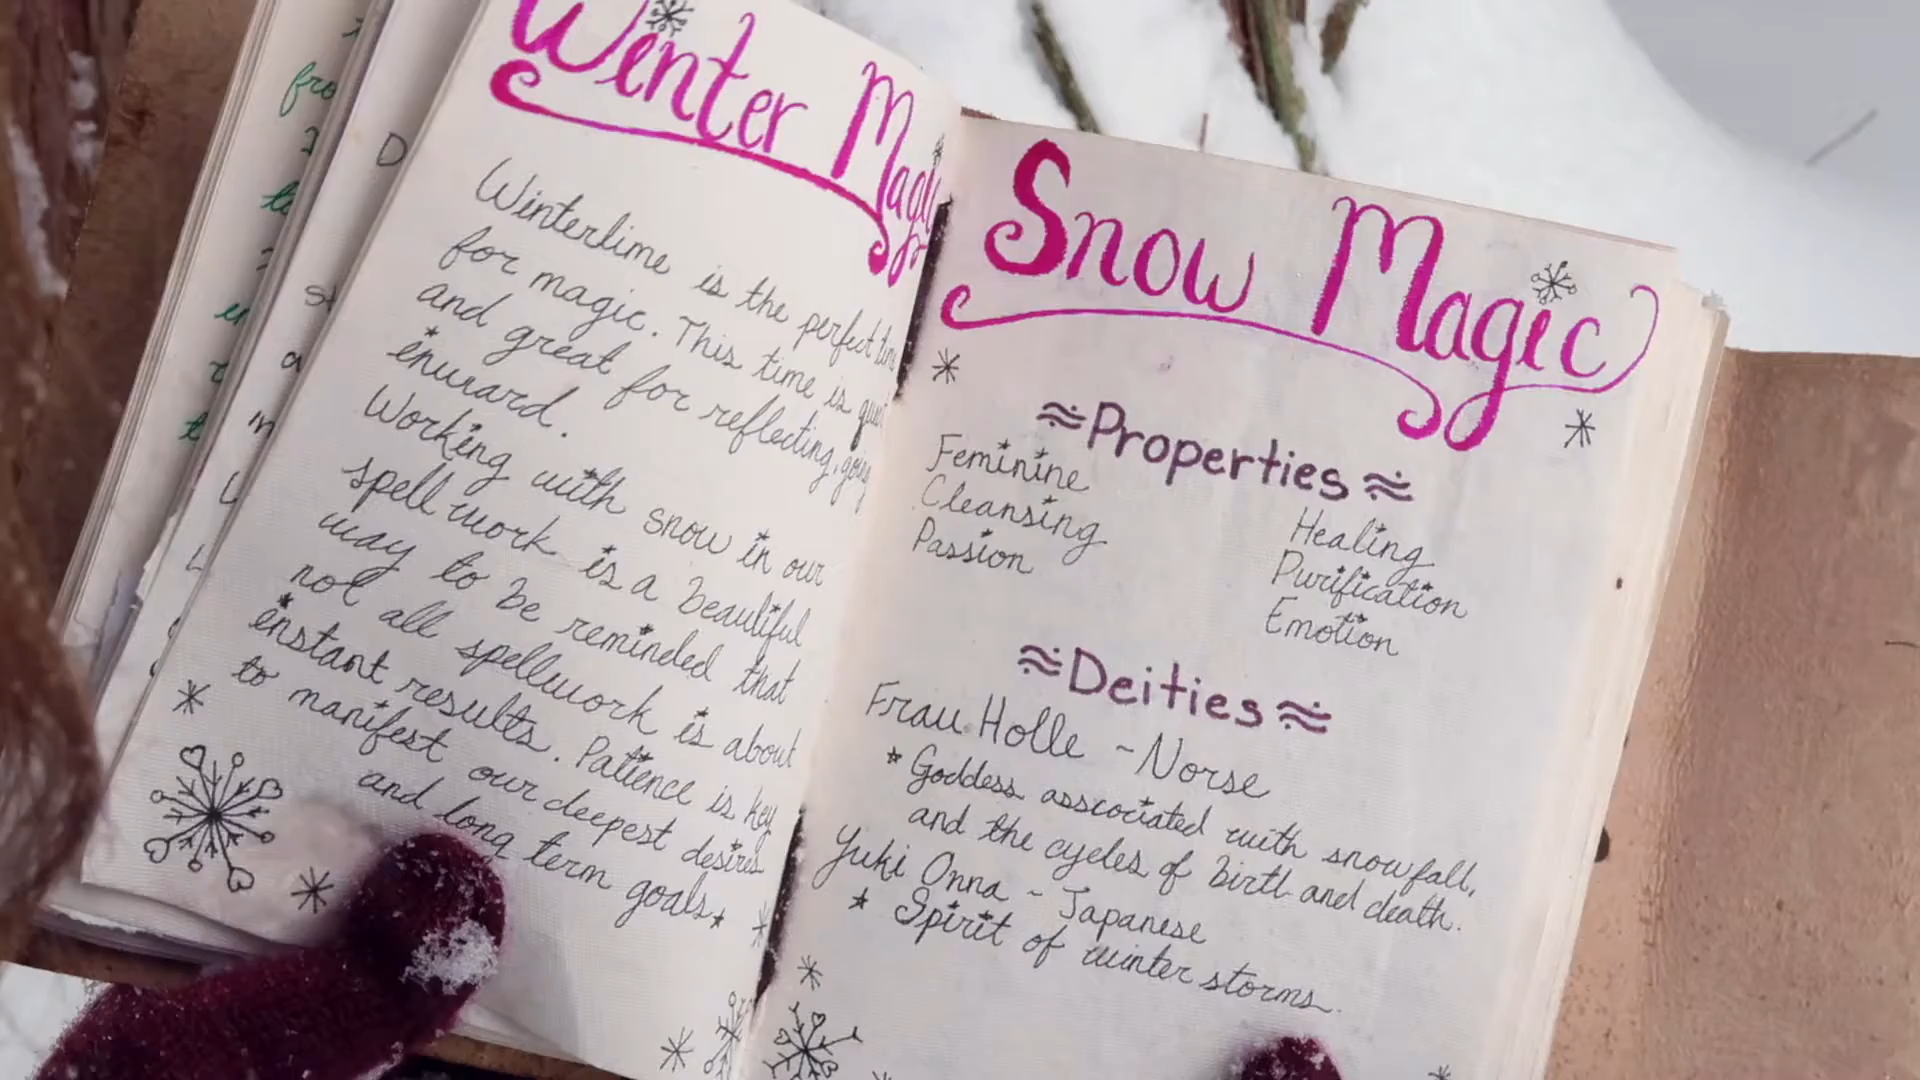 Winter Magic
Wintertime is the perfect time
for magic. This time is quiet
and great for reflecting, going
inward.
Working with snow in our
spell work is a beautiful
way to be reminded that
not all spellwork is about
instant results. Patience is key
to manifest our deepest desires
and long term goals.
Snow Magic
Properties
Feminine
Cleansing
Passion
Healing
Purification
Emotion
Deities
Frau Holle ~ Norse
* Goddess asscociated with snowfall,
and the cycles of birth and death.
Yuki Onna ~ Japanese
* Spirit of winter storms.